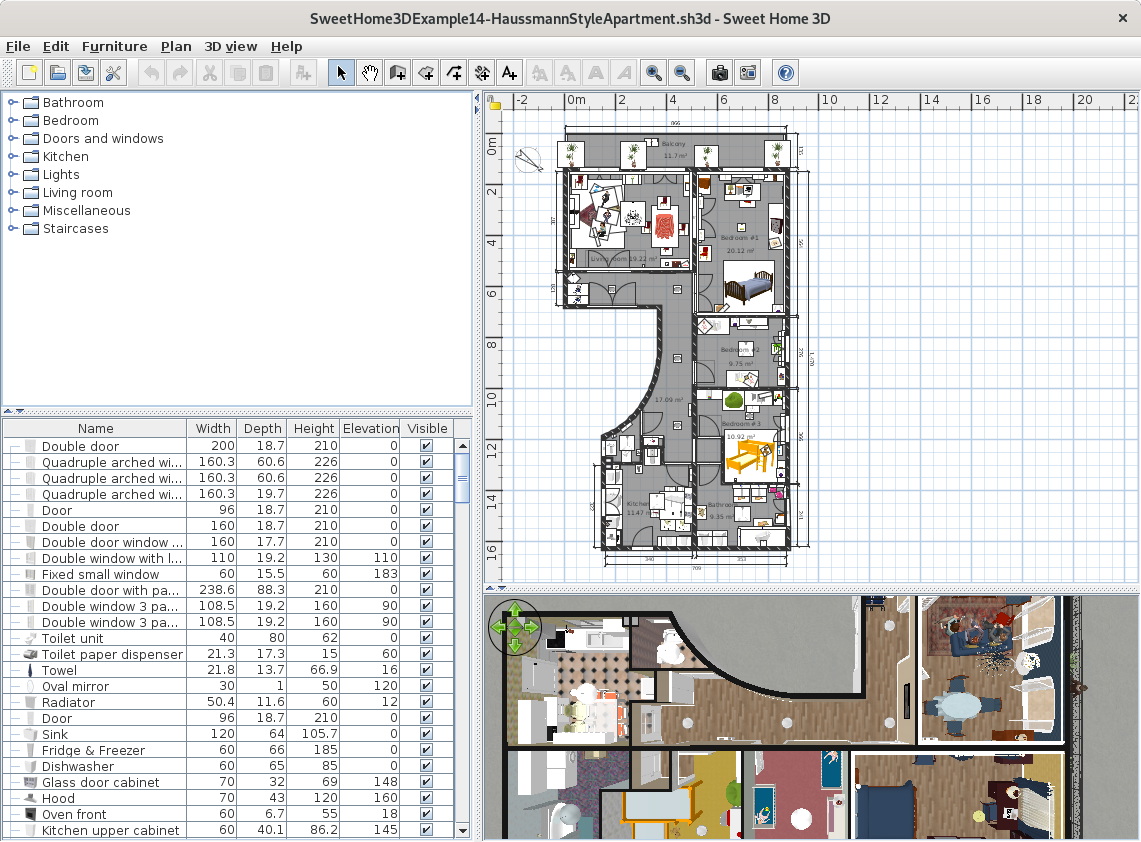 SweetHome3DExample14-HaussmannStyleApartment.sh3d - Sweet Home 3D
File Edit Furniture Plan 3D view Help
Bathroom
Bedroom
Doors and windows
Kitchen
Lights
Living room
Miscellaneous
Staircases
Name Width Depth Height Elevation Visible
Double door 200 18.7 210 0
Quadruple arched wi... 160.3 60.6 226 0
Quadruple arched wi... 160.3 60.6 226 0
Quadruple arched wi... 160.3 19.7 226 0
Door 96 18.7 210 0
Double door 160 18.7 210 0
Double door window ... 160 17.7 210 0
Double window with l... 110 19.2 130 110
Fixed small window 60 15.5 60 183
Double door with pa... 238.6 88.3 210 0
Double window 3 pa... 108.5 19.2 160 90
Double window 3 pa... 108.5 19.2 160 90
Toilet unit 40 80 62 0
Toilet paper dispenser 21.3 17.3 15 60
Towel 21.8 13.7 66.9 16
Oval mirror 30 1 50 120
Radiator 50.4 11.6 60 12
Door 96 18.7 210 0
Sink 120 64 105.7 0
Fridge & Freezer 60 66 185 0
Dishwasher 60 65 85 0
Glass door cabinet 70 32 69 148
Hood 70 43 120 160
Oven front 60 6.7 55 18
Kitchen upper cabinet 60 40.1 86.2 145
-2 0m 2 4 6 8 10 12 14 16 18 20 22
0m
2
4
6
8
10
12
14
16
866
Balcony
11.7 m²
Living room 19.22 m²
Bedroom #1
20.12 m²
Bedroom #2
9.75 m²
17.09 m²
Bedroom #3
10.92 m²
Kitchen
11.47 m²
Bathroom
9.35 m²
340 353
709